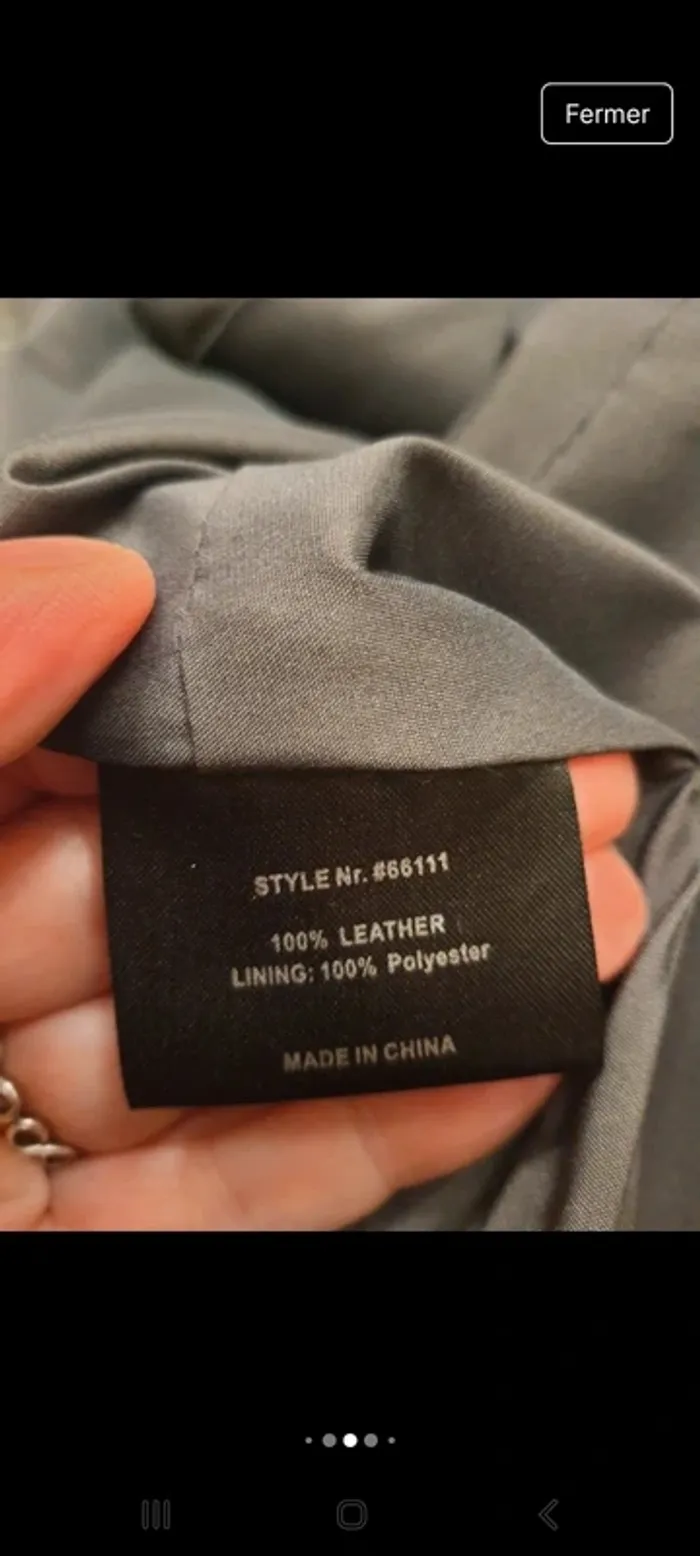 Fermer
STYLE Nr. #66111
100% LEATHER
LINING: 100% Polyester
MADE IN CHINA